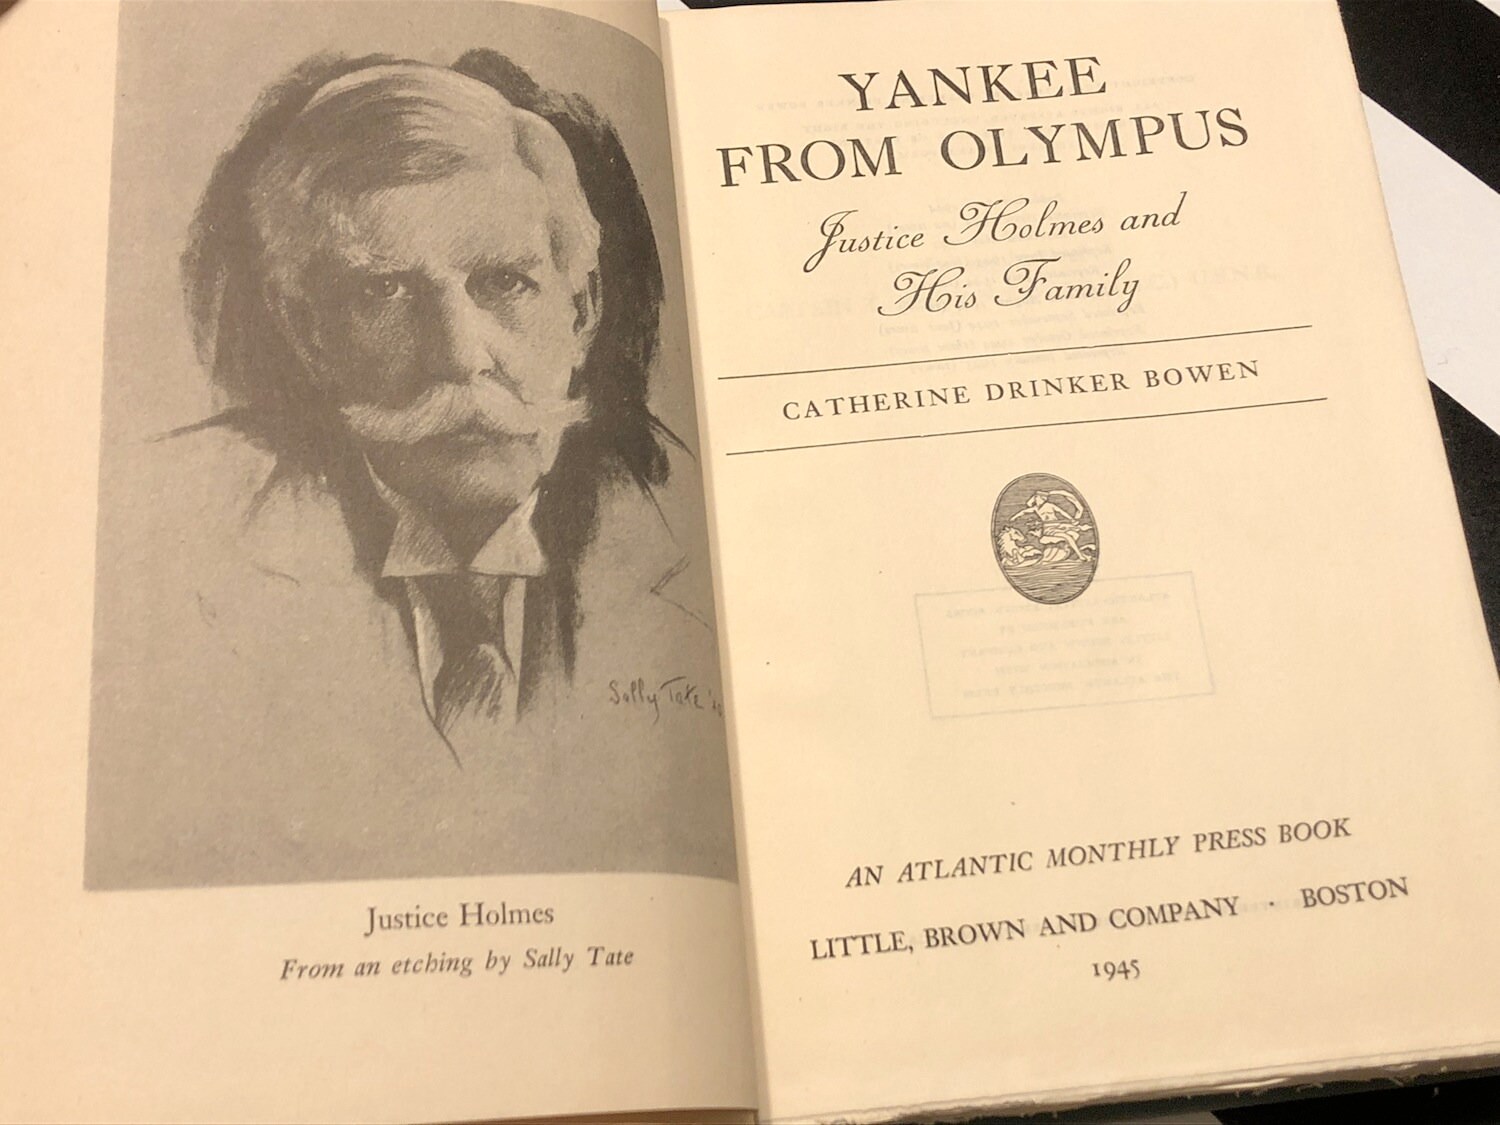 Sally Tate
Justice Holmes
From an etching by Sally Tate
YANKEE
FROM OLYMPUS
Justice Holmes and
His Family
CATHERINE DRINKER BOWEN
AN ATLANTIC MONTHLY PRESS BOOK
LITTLE, BROWN AND COMPANY · BOSTON
1945